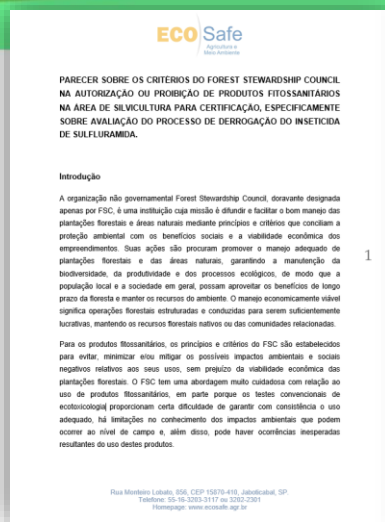 ECO Safe
Agricultura e
Meio Ambiente
PARECER SOBRE OS CRITÉRIOS DO FOREST STEWARDSHIP COUNCIL
NA AUTORIZAÇÃO OU PROIBIÇÃO DE PRODUTOS FITOSSANITÁRIOS
NA ÁREA DE SILVICULTURA PARA CERTIFICAÇÃO, ESPECIFICAMENTE
SOBRE AVALIAÇÃO DO PROCESSO DE DERROGAÇÃO DO INSETICIDA
DE SULFLURAMIDA.
Introdução
A organização não governamental Forest Stewardship Council, doravante designada
apenas por FSC, é uma instituição cuja missão é difundir e facilitar o bom manejo das
plantações florestais e áreas naturais mediante princípios e critérios que conciliam a
proteção ambiental com os benefícios sociais e a viabilidade econômica dos
empreendimentos. Suas ações são procuram promover o manejo adequado de
plantações florestais e das áreas naturais, garantindo a manutenção da
biodiversidade, da produtividade e dos processos ecológicos, de modo que a
população local e a sociedade em geral, possam aproveitar os benefícios de longo
prazo da floresta e manter os recursos do ambiente. O manejo economicamente viável
significa operações florestais estruturadas e conduzidas para serem suficientemente
lucrativas, mantendo os recursos florestais nativos ou das comunidades relacionadas.
1
Para os produtos fitossanitários, os princípios e critérios do FSC são estabelecidos
para evitar, minimizar e/ou mitigar os possíveis impactos ambientais e sociais
negativos relativos aos seus usos, sem prejuízo da viabilidade econômica das
plantações florestais. O FSC tem uma abordagem muito cuidadosa com relação ao
uso de produtos fitossanitários, em parte porque os testes convencionais de
ecotoxicologia proporcionam certa dificuldade de garantir com consistência o uso
adequado, há limitações no conhecimento dos impactos ambientais que podem
ocorrer ao nível de campo e, além disso, pode haver ocorrências inesperadas
resultantes do uso destes produtos.
Rua Monteiro Lobato, 856, CEP 15870-410, Jabolicabal, SP.
Telefone: 55-16-3203-3117 ou 3202-2301
Homepage: www.ecosafe.agr.br